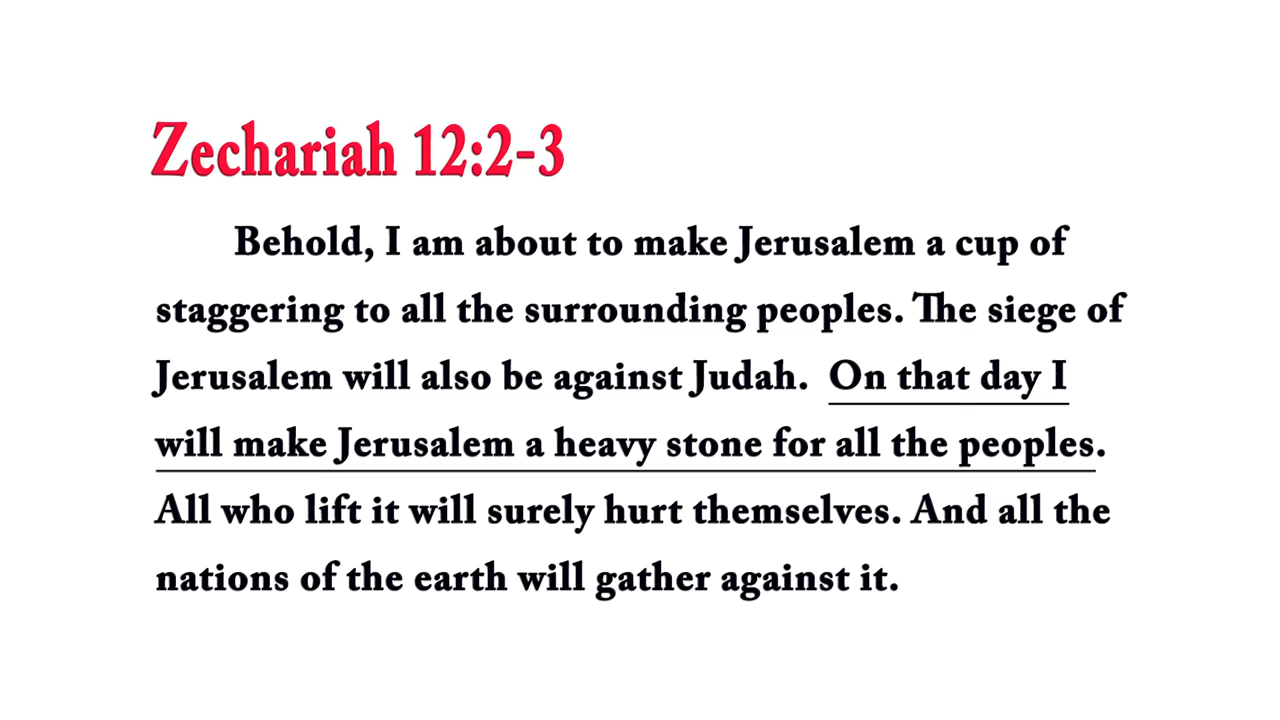 Zechariah 12:2-3
Behold, I am about to make Jerusalem a cup of
staggering to all the surrounding peoples. The siege of
Jerusalem will also be against Judah. On that day I
will make Jerusalem a heavy stone for all the peoples.
All who lift it will surely hurt themselves. And all the
nations of the earth will gather against it.